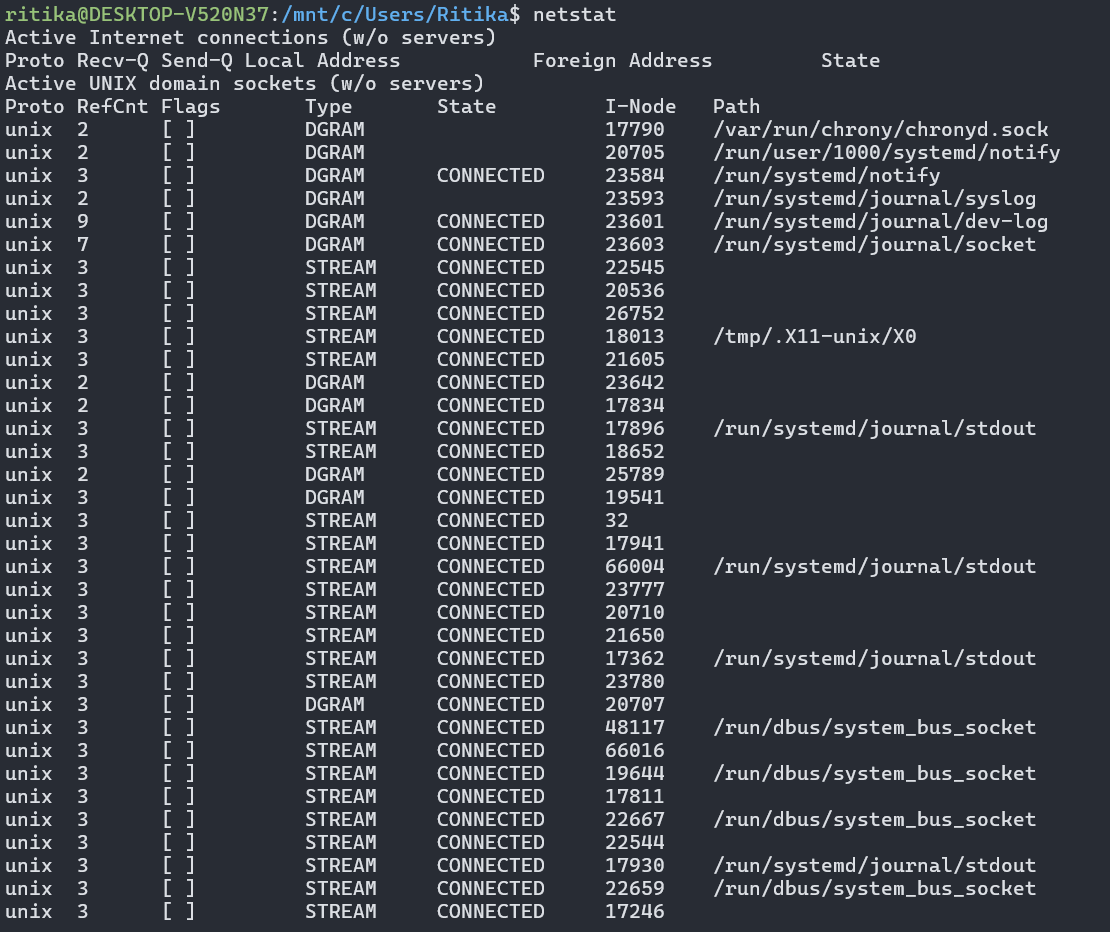 ritika@DESKTOP-V520N37:/mnt/c/Users/Ritika$ netstat
Active Internet connections (w/o servers)
Proto Recv-Q Send-Q Local Address           Foreign Address         State
Active UNIX domain sockets (w/o servers)
Proto RefCnt Flags       Type       State         I-Node   Path
unix  2      [ ]         DGRAM                    17790    /var/run/chrony/chronyd.sock
unix  2      [ ]         DGRAM                    20705    /run/user/1000/systemd/notify
unix  3      [ ]         DGRAM      CONNECTED     23584    /run/systemd/notify
unix  2      [ ]         DGRAM                    23593    /run/systemd/journal/syslog
unix  9      [ ]         DGRAM      CONNECTED     23601    /run/systemd/journal/dev-log
unix  7      [ ]         DGRAM      CONNECTED     23603    /run/systemd/journal/socket
unix  3      [ ]         STREAM     CONNECTED     22545
unix  3      [ ]         STREAM     CONNECTED     20536
unix  3      [ ]         STREAM     CONNECTED     26752
unix  3      [ ]         STREAM     CONNECTED     18013    /tmp/.X11-unix/X0
unix  3      [ ]         STREAM     CONNECTED     21605
unix  2      [ ]         DGRAM      CONNECTED     23642
unix  2      [ ]         DGRAM      CONNECTED     17834
unix  3      [ ]         STREAM     CONNECTED     17896    /run/systemd/journal/stdout
unix  3      [ ]         STREAM     CONNECTED     18652
unix  2      [ ]         DGRAM      CONNECTED     25789
unix  3      [ ]         DGRAM      CONNECTED     19541
unix  3      [ ]         STREAM     CONNECTED     32
unix  3      [ ]         STREAM     CONNECTED     17941
unix  3      [ ]         STREAM     CONNECTED     66004    /run/systemd/journal/stdout
unix  3      [ ]         STREAM     CONNECTED     23777
unix  3      [ ]         STREAM     CONNECTED     20710
unix  3      [ ]         STREAM     CONNECTED     21650
unix  3      [ ]         STREAM     CONNECTED     17362    /run/systemd/journal/stdout
unix  3      [ ]         STREAM     CONNECTED     23780
unix  3      [ ]         DGRAM      CONNECTED     20707
unix  3      [ ]         STREAM     CONNECTED     48117    /run/dbus/system_bus_socket
unix  3      [ ]         STREAM     CONNECTED     66016
unix  3      [ ]         STREAM     CONNECTED     19644    /run/dbus/system_bus_socket
unix  3      [ ]         STREAM     CONNECTED     17811
unix  3      [ ]         STREAM     CONNECTED     22667    /run/dbus/system_bus_socket
unix  3      [ ]         STREAM     CONNECTED     22544
unix  3      [ ]         STREAM     CONNECTED     17930    /run/systemd/journal/stdout
unix  3      [ ]         STREAM     CONNECTED     22659    /run/dbus/system_bus_socket
unix  3      [ ]         STREAM     CONNECTED     17246